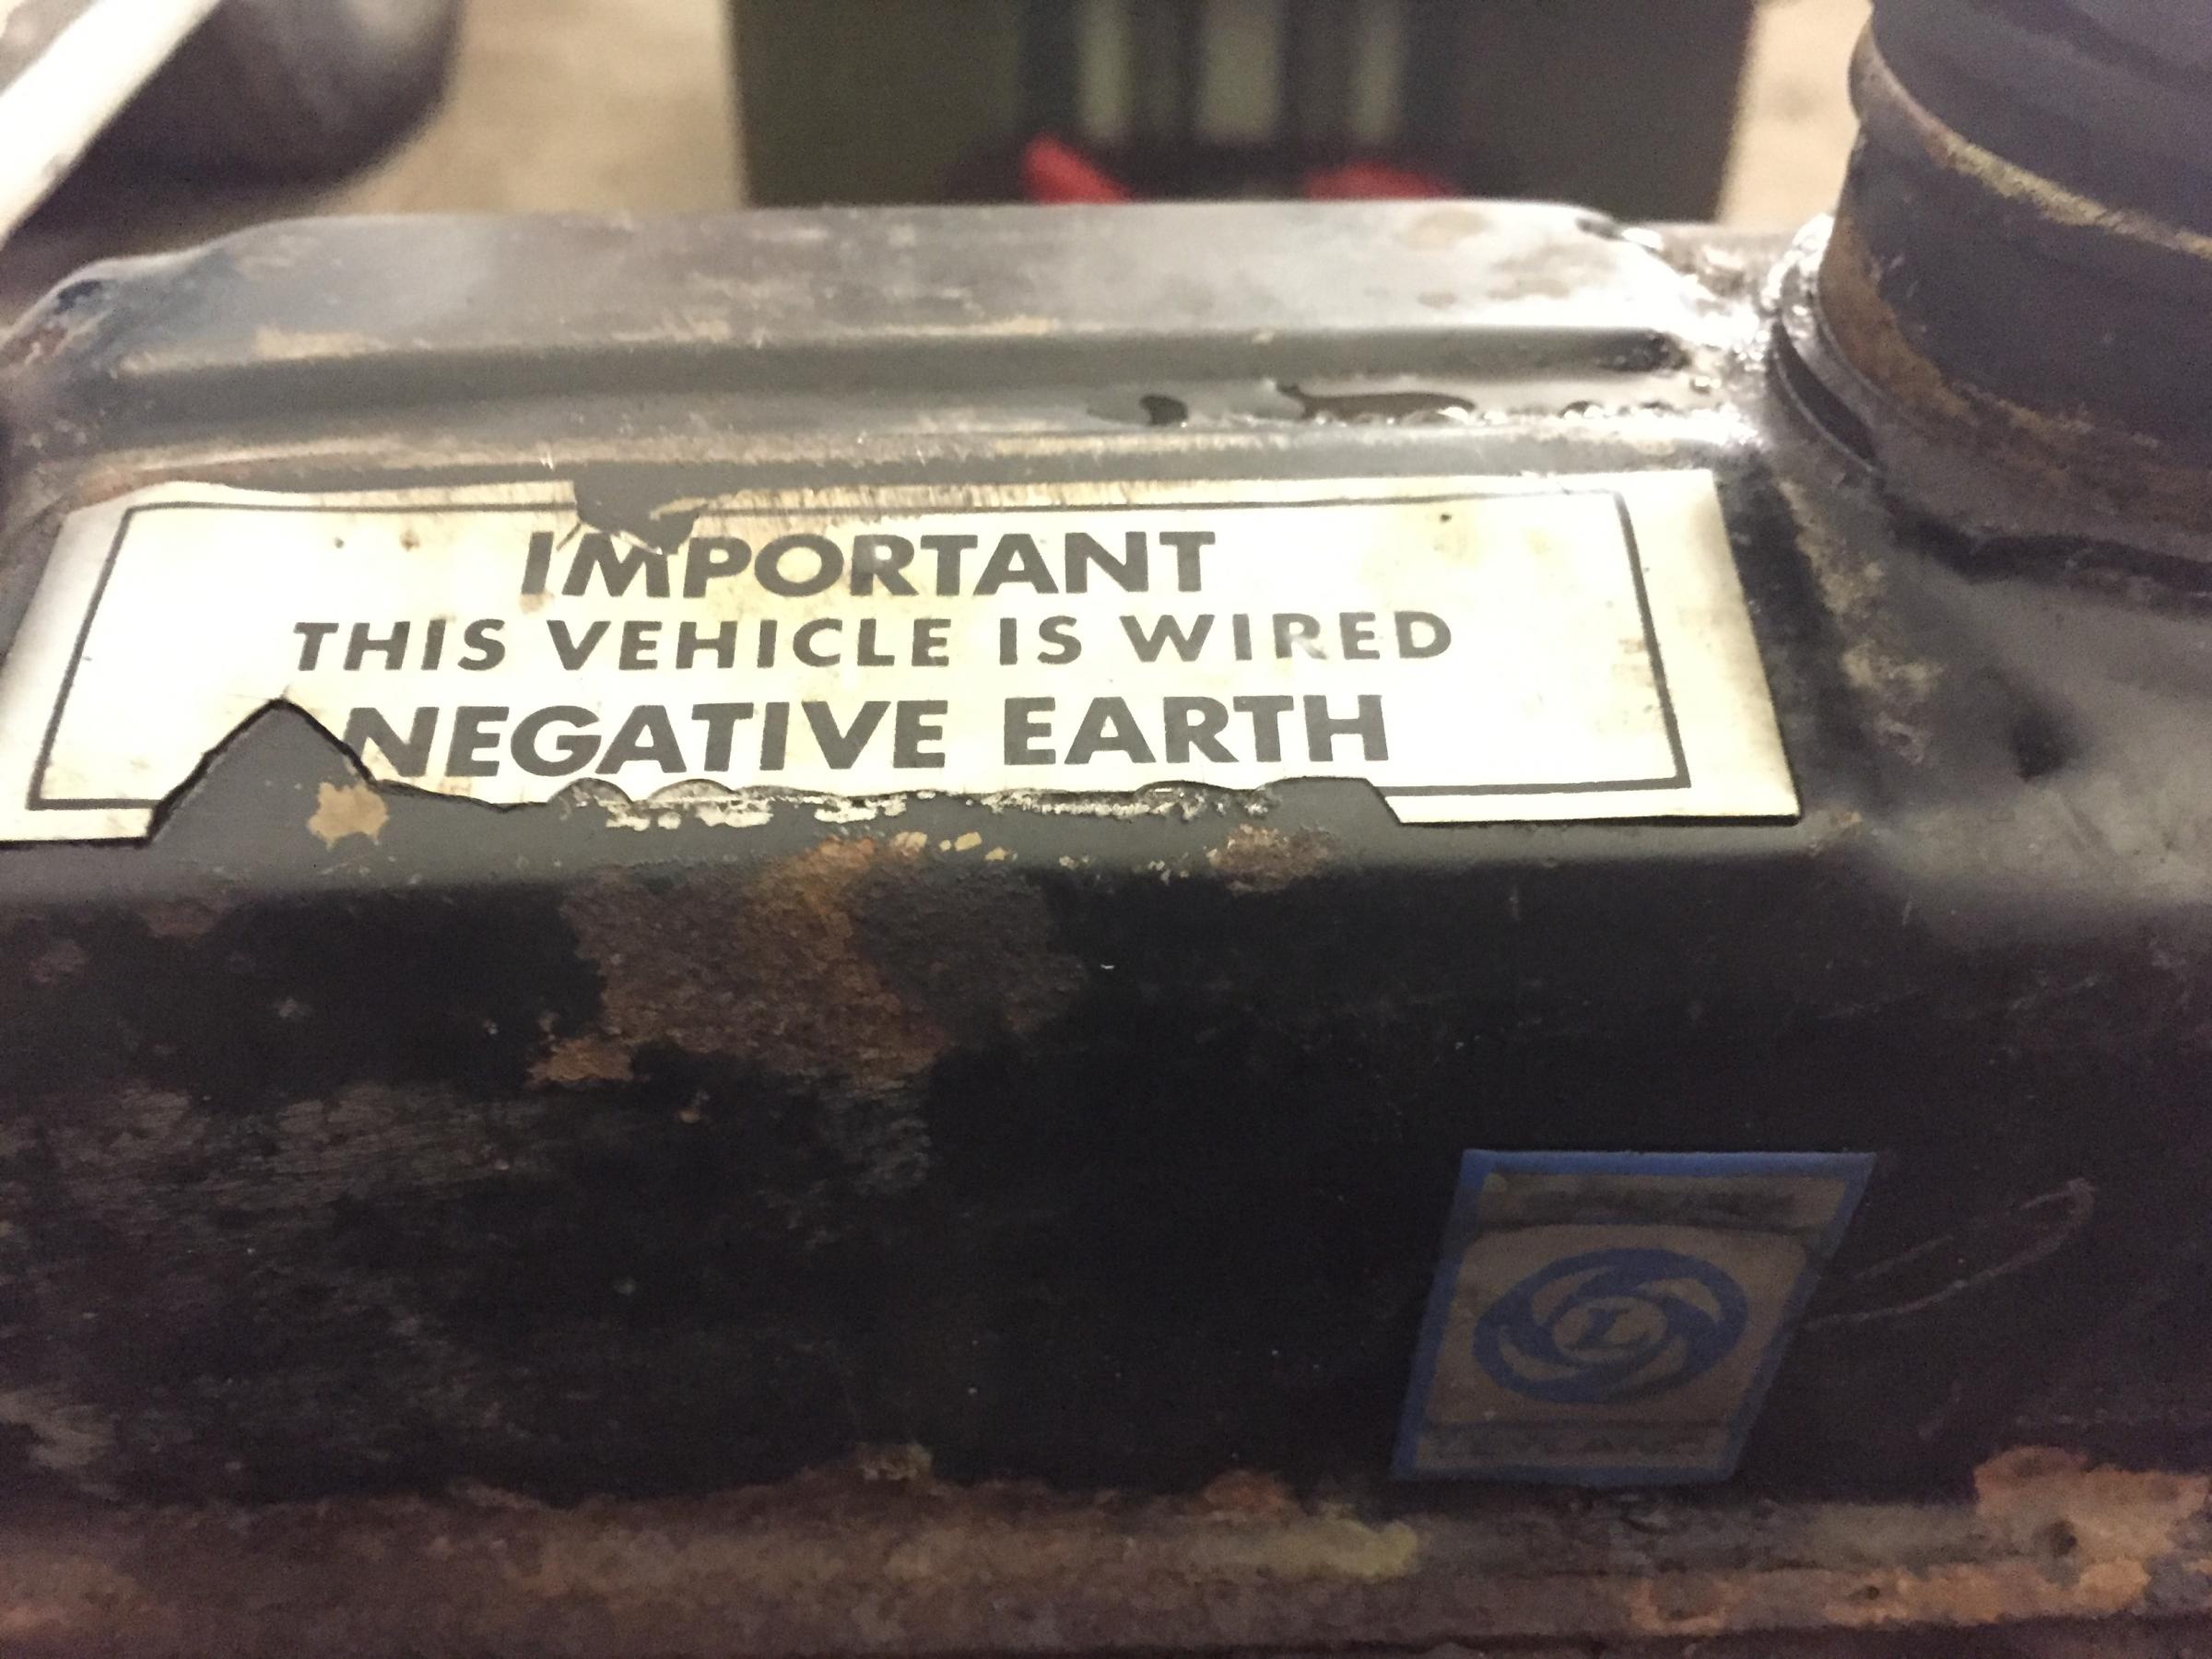 IMPORTANT
THIS VEHICLE IS WIRED
NEGATIVE EARTH
L